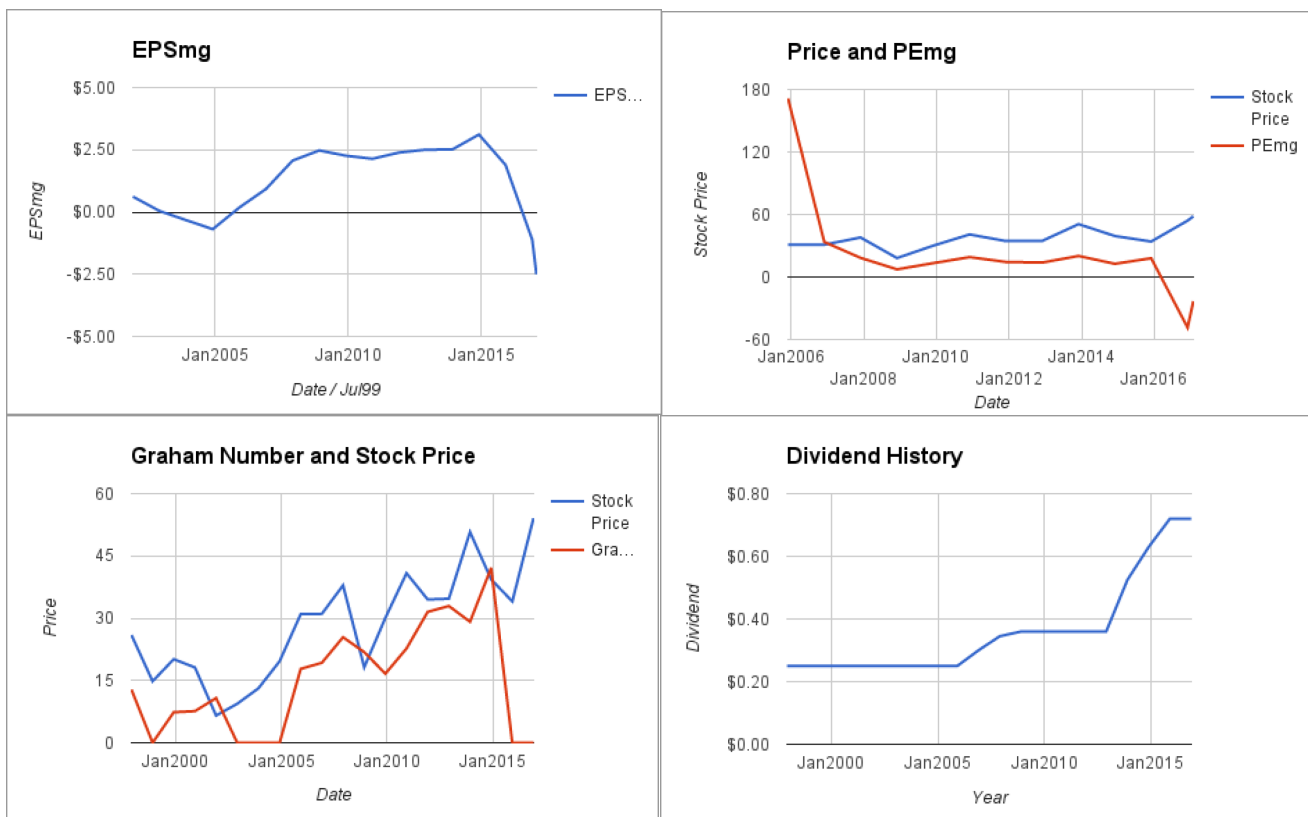 EPSmg
$5.00
$2.50
$0.00
-$2.50
-$5.00
EPSmg
Jan2005
Jan2010
Jan2015
Date / Jul99
EPS...
Price and PEmg
180
120
60
0
-60
Stock Price
Jan2006
Jan2008
Jan2010
Jan2012
Jan2014
Jan2016
Date
Stock
Price
PEmg
Graham Number and Stock Price
60
45
30
15
0
Price
Jan2000
Jan2005
Jan2010
Jan2015
Date
Stock
Price
Gra...
Dividend History
$0.80
$0.60
$0.40
$0.20
$0.00
Dividend
Jan2000
Jan2005
Jan2010
Jan2015
Year